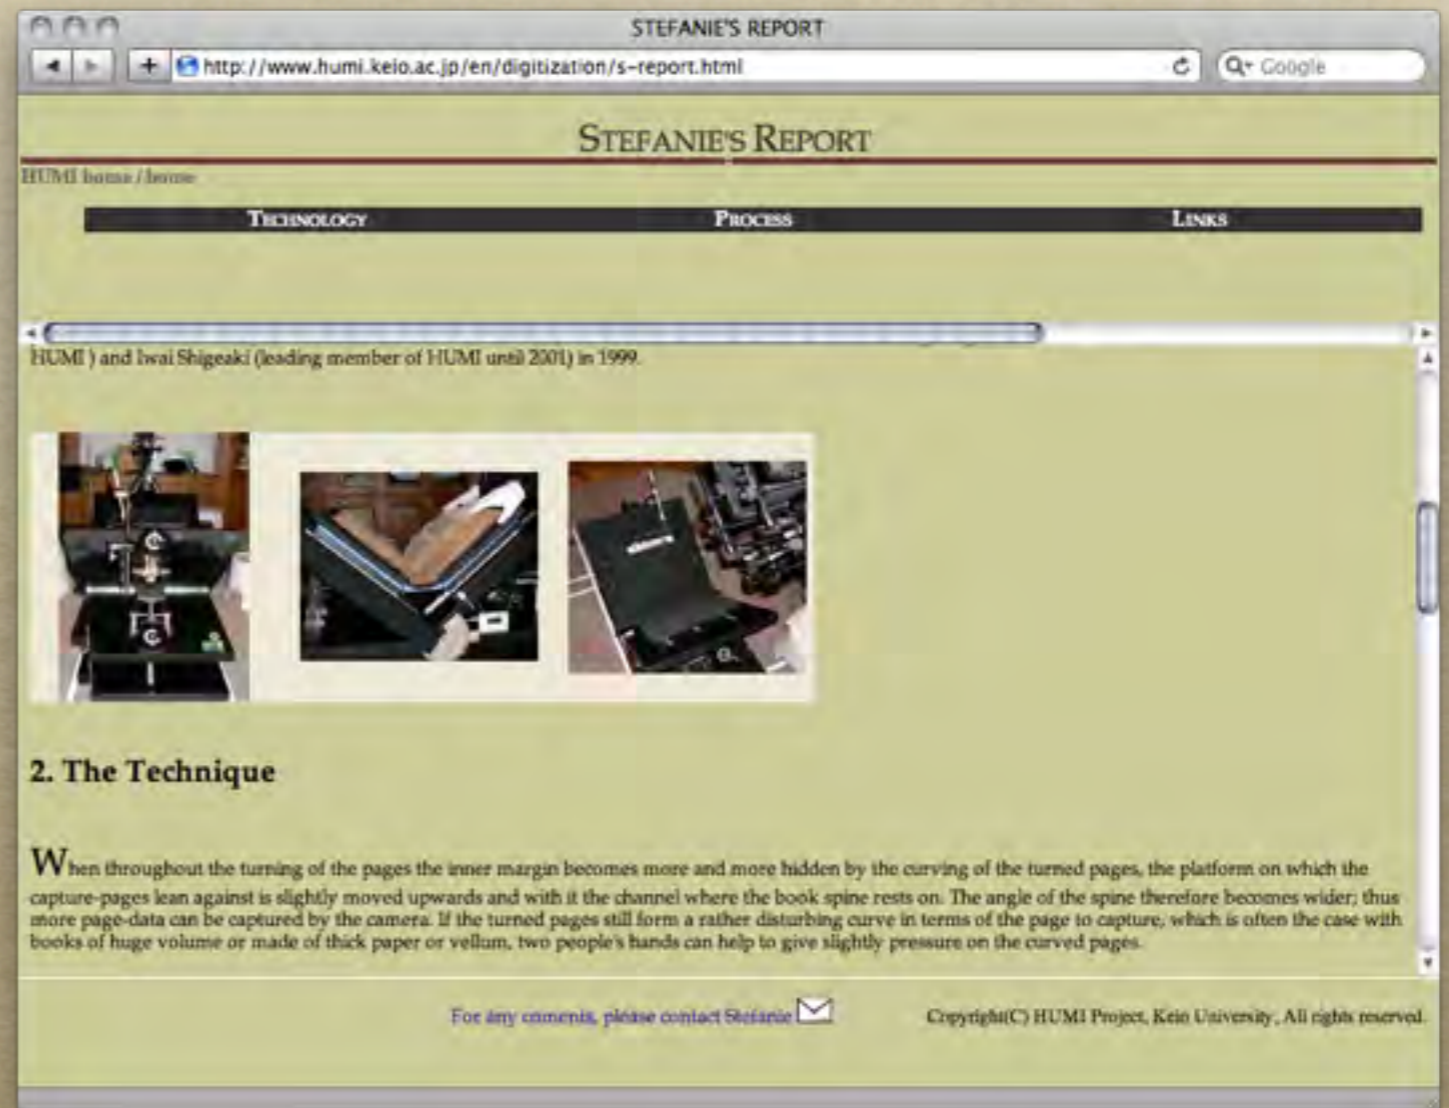 STEFANIE'S REPORT
http://www.humi.keio.ac.jp/en/digitization/s-report.html
Google
STEFANIE'S REPORT
HUMI home / home
TECHNOLOGY PROCESS LINKS
HUMI ) and Iwai Shigeaki (leading member of HUMI until 2001) in 1999.
2. The Technique
When throughout the turning of the pages the inner margin becomes more and more hidden by the curving of the turned pages, the platform on which the
capture-pages lean against is slightly moved upwards and with it the channel where the book spine rests on. The angle of the spine therefore becomes wider; thus
more page-data can be captured by the camera. If the turned pages still form a rather disturbing curve in terms of the page to capture, which is often the case with
books of huge volume or made of thick paper or vellum, two people's hands can help to give slightly pressure on the curved pages.
For any coments, please contact Stefanie
Copyright(C) HUMI Project, Keio University, All rights reserved.